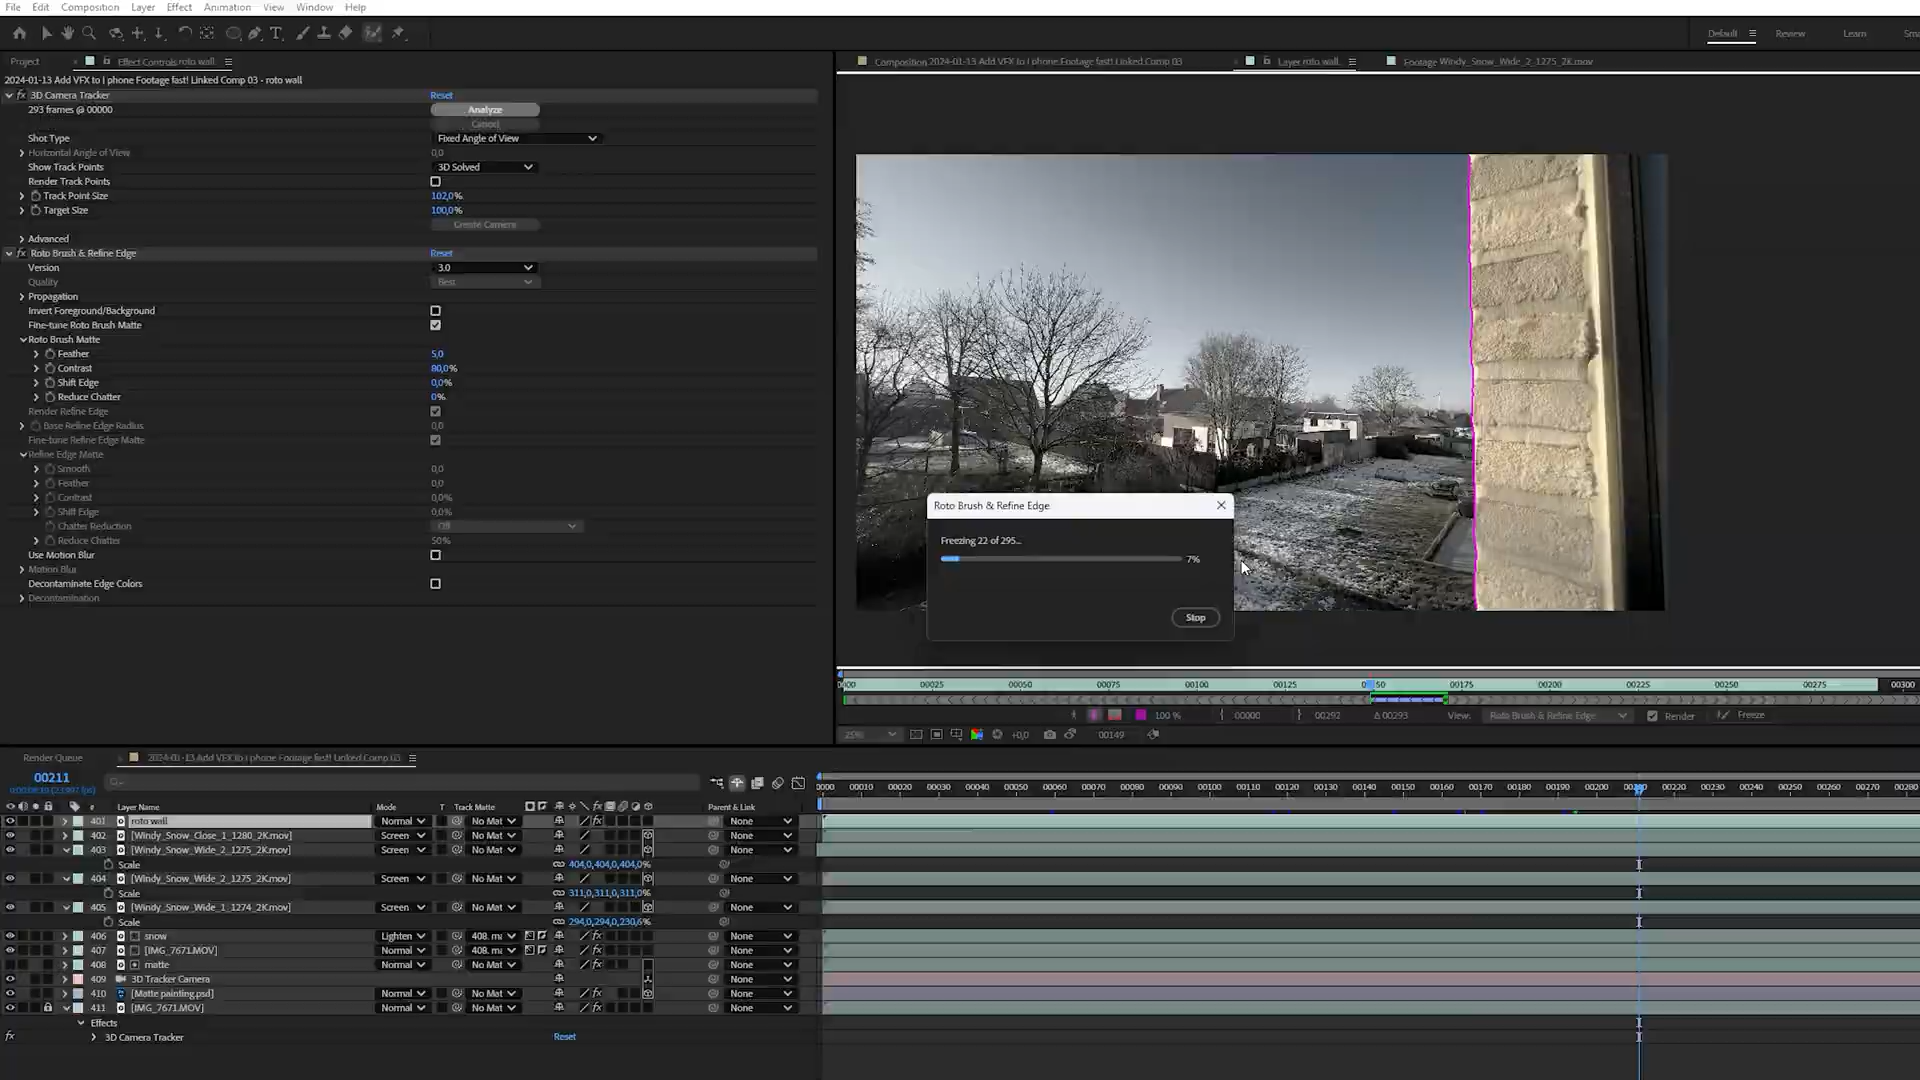 File Edit Composition Layer Effect Animation View Window Help
Default Review Learn
Project Effect Controls roto wall
Composition 2024-01-13 Add VFX to I phone Footage fast! Linked Comp 03 Layer roto wall Footage Windy_Snow_Wide_2_1275_2K.mov
2024-01-13 Add VFX to I phone Footage fast! Linked Comp 03 - roto wall
fx 3D Camera Tracker Reset
293 frames @ 00000 Analyze
Cancel
Shot Type Fixed Angle of View
Horizontal Angle of View 0,0
Show Track Points 3D Solved
Render Track Points
Track Point Size 102,0%
Target Size 100,0%
Create Camera
Advanced
fx Roto Brush & Refine Edge Reset
Version 3.0
Quality Best
Propagation
Invert Foreground/Background
Fine-tune Roto Brush Matte
Roto Brush Matte
Feather 5,0
Contrast 80,0%
Shift Edge 0,0%
Reduce Chatter 0%
Render Refine Edge
Base Refine Edge Radius 0,0
Fine-tune Refine Edge Matte
Refine Edge Matte
Smooth 0,0
Feather 0,0
Contrast 0,0%
Shift Edge 0,0%
Chatter Reduction Off
Reduce Chatter 50%
Use Motion Blur
Motion Blur
Decontaminate Edge Colors
Decontamination
Roto Brush & Refine Edge
Freezing 22 of 295...
7%
Stop
00025 00050 00075 00100 00125 00175 00200 00225 00250 00275 00300
100 % 00000 00292 Δ 00293 View: Roto Brush & Refine Edge Render Freeze
25% +0,0 00149
Render Queue 2024-01-13 Add VFX to I phone Footage fast! Linked Comp 03
00211
0000 00010 00020 00030 00040 00050 00060 00070 00080 00090 00100 00110 00120 00130 00140 00150 00160 00170 00180 00190 00200 00220 00230 00240 00250 00260 00270 00280
# Layer Name Mode T Track Matte Parent & Link
401 roto wall Normal No Mat None
402 [Windy_Snow_Close_1_1280_2K.mov] Screen No Mat None
403 [Windy_Snow_Wide_2_1275_2K.mov] Screen No Mat None
Scale 404,0,404,0,404,0%
404 [Windy_Snow_Wide_2_1275_2K.mov] Screen No Mat None
Scale 311,0,311,0,311,0%
405 [Windy_Snow_Wide_1_1274_2K.mov] Screen No Mat None
Scale 294,0,294,0,230,6%
406 snow Lighten 408. ma None
407 [IMG_7671.MOV] Normal 408. ma None
408 matte Normal No Mat None
409 3D Tracker Camera None
410 [Matte painting.psd] Normal No Mat None
411 [IMG_7671.MOV] Normal No Mat None
Effects
fx 3D Camera Tracker Reset